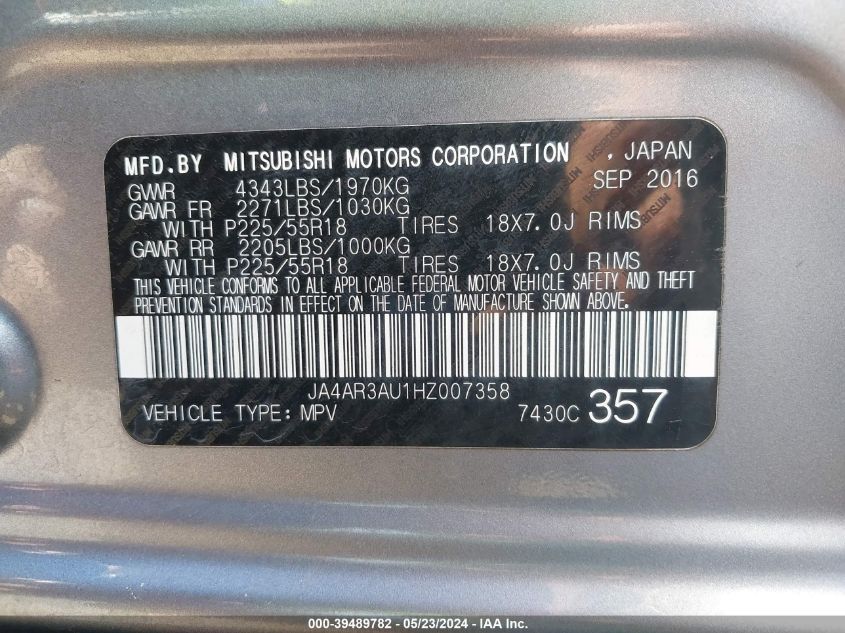 MFD.BY MITSUBISHI MOTORS CORPORATION , JAPAN
GVWR 4343LBS/1970KG SEP 2016
GAWR FR 2271LBS/1030KG
WITH P225/55R18 TIRES 18X7.0J RIMS
GAWR RR 2205LBS/1000KG
WITH P225/55R18 TIRES 18X7.0J RIMS
THIS VEHICLE CONFORMS TO ALL APPLICABLE FEDERAL MOTOR VEHICLE SAFETY AND THEFT
PREVENTION STANDARDS IN EFFECT ON THE DATE OF MANUFACTURE SHOWN ABOVE.
JA4AR3AU1HZ007358
VEHICLE TYPE: MPV 7430C 357
000-39489782 - 05/23/2024 - IAA Inc.